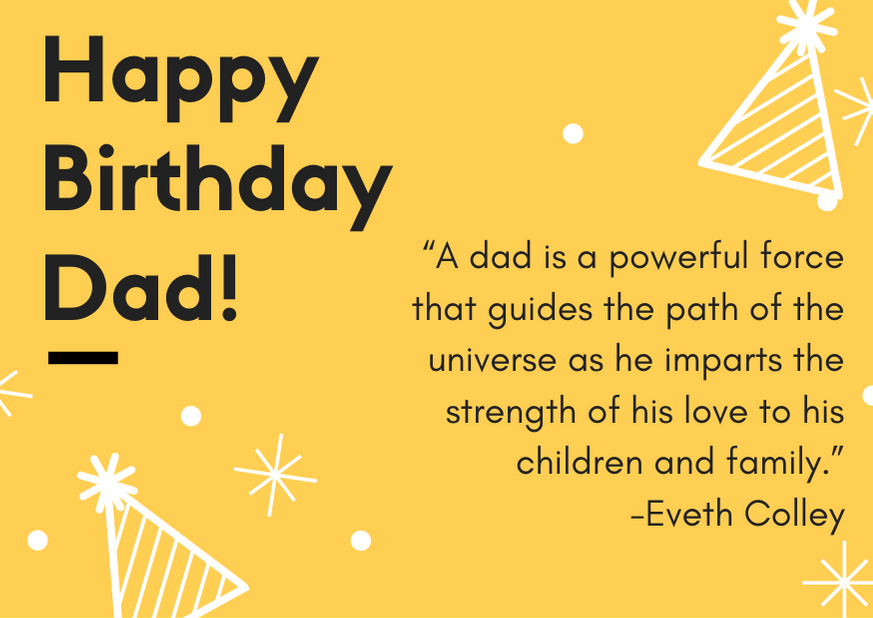 Happy
Birthday
Dad!
“A dad is a powerful force
that guides the path of the
universe as he imparts the
strength of his love to his
children and family.”
-Eveth Colley